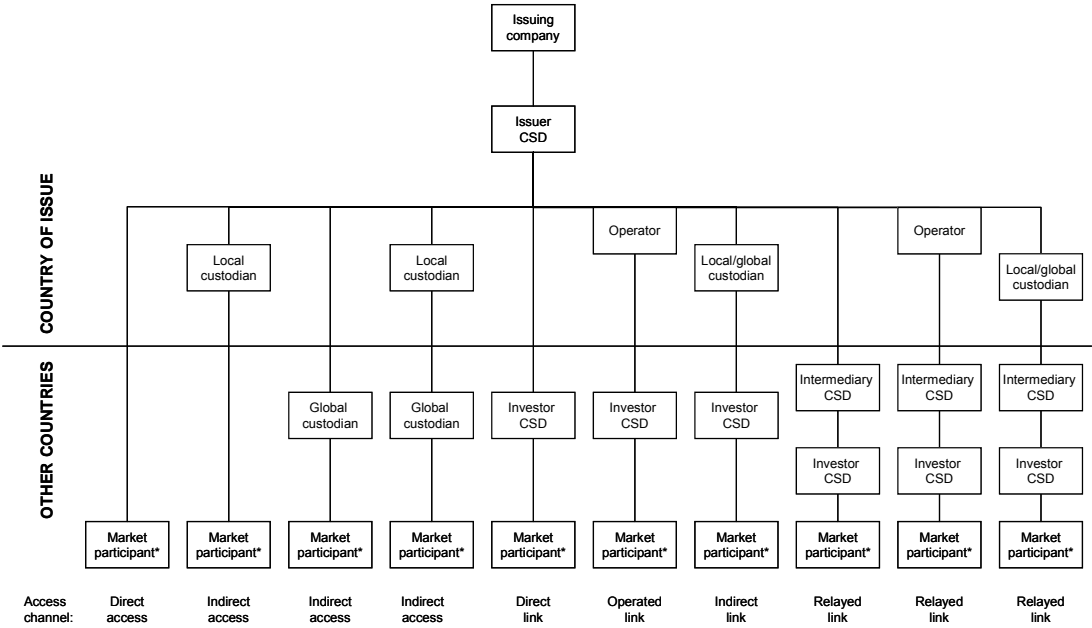 Issuing
company
Issuer
CSD
COUNTRY OF ISSUE
Operator
Operator
Local
custodian
Local
custodian
Local/global
custodian
Local/global
custodian
OTHER COUNTRIES
Intermediary
CSD
Intermediary
CSD
Intermediary
CSD
Global
custodian
Global
custodian
Investor
CSD
Investor
CSD
Investor
CSD
Investor
CSD
Investor
CSD
Investor
CSD
Market
participant*
Market
participant*
Market
participant*
Market
participant*
Market
participant*
Market
participant*
Market
participant*
Market
participant*
Market
participant*
Market
participant*
Access
channel:
Direct
access
Indirect
access
Indirect
access
Indirect
access
Direct
link
Operated
link
Indirect
link
Relayed
link
Relayed
link
Relayed
link